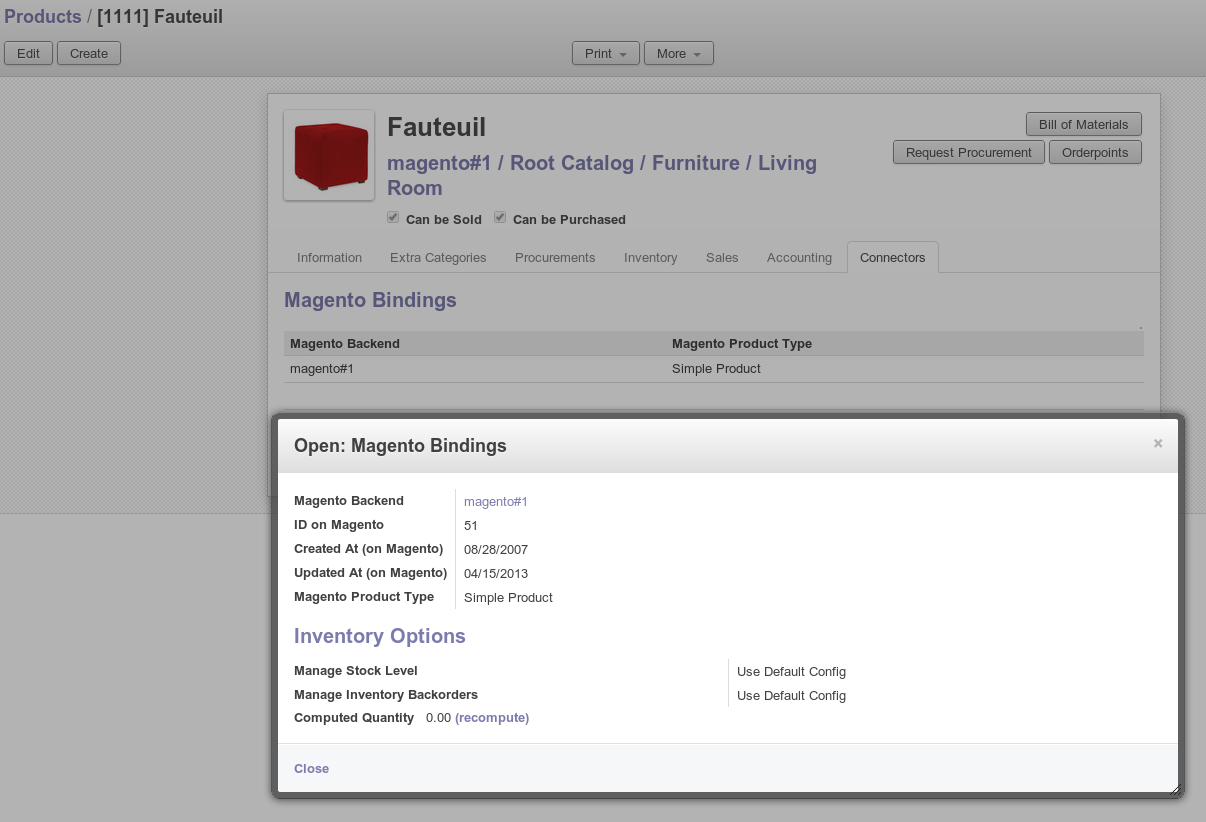 Products / [1111] Fauteuil
Edit Create Print More
Fauteuil
Bill of Materials
Request Procurement Orderpoints
magento#1 / Root Catalog / Furniture / Living
Room
Can be Sold Can be Purchased
Information Extra Categories Procurements Inventory Sales Accounting Connectors
Magento Bindings
Magento Backend Magento Product Type
magento#1 Simple Product
Open: Magento Bindings ×
Magento Backend magento#1
ID on Magento 51
Created At (on Magento) 08/28/2007
Updated At (on Magento) 04/15/2013
Magento Product Type Simple Product
Inventory Options
Manage Stock Level Use Default Config
Manage Inventory Backorders Use Default Config
Computed Quantity 0.00 (recompute)
Close